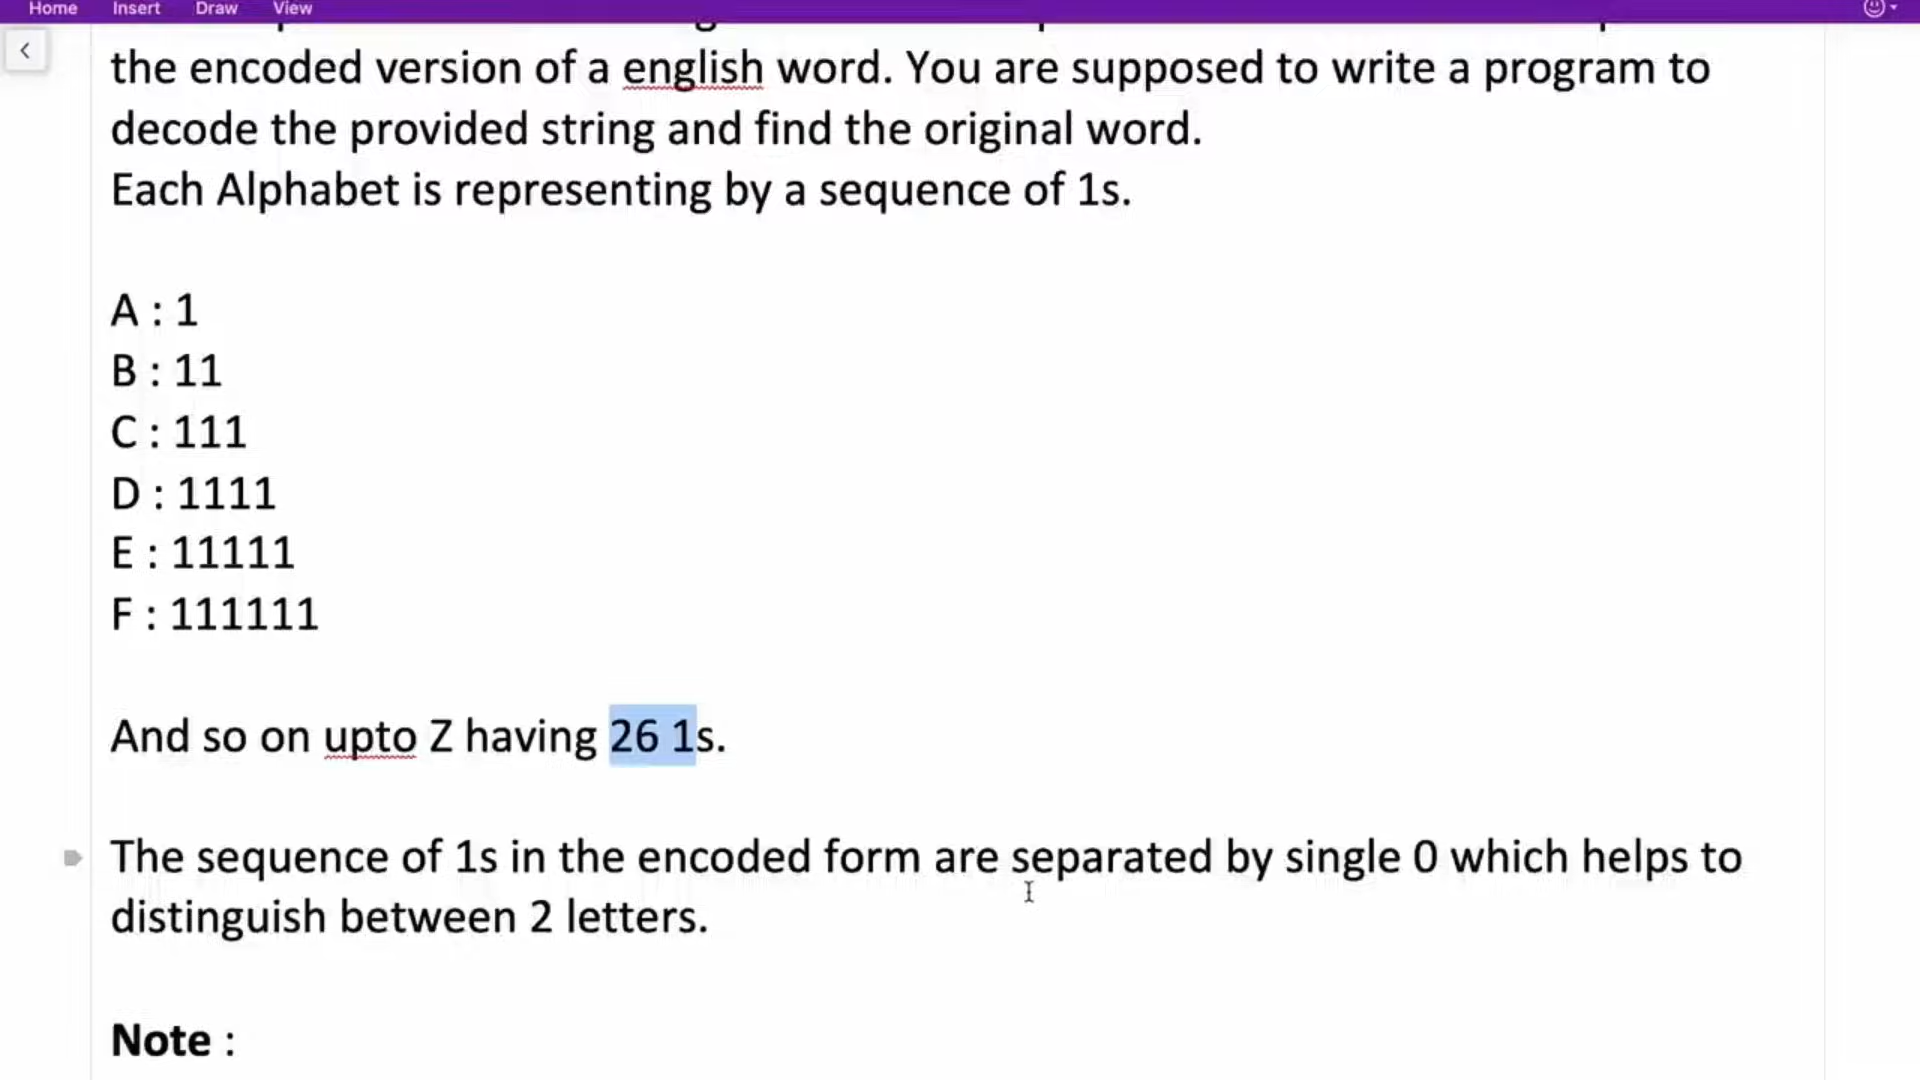 Home Insert Draw View
the encoded version of a english word. You are supposed to write a program to
decode the provided string and find the original word.
Each Alphabet is representing by a sequence of 1s.
A : 1
B : 11
C : 111
D : 1111
E : 11111
F : 111111
And so on upto Z having 26 1s.
The sequence of 1s in the encoded form are separated by single 0 which helps to
distinguish between 2 letters.
Note :